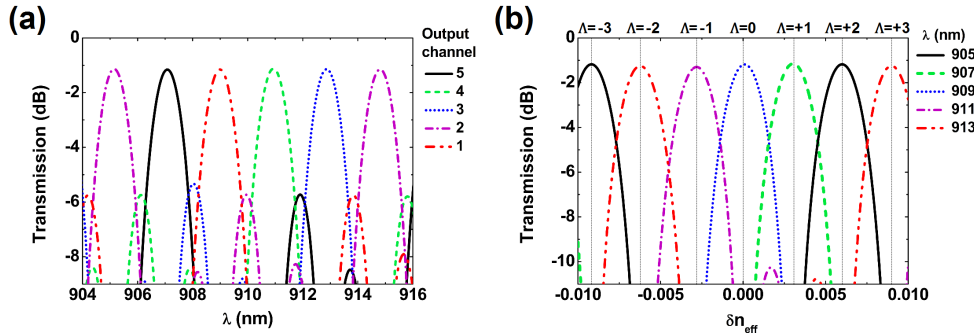 (a)
Output
channel
5
4
3
2
1
0
-2
-4
-6
-8
Transmission (dB)
904 906 908 910 912 914 916
λ (nm)
(b)
Λ=-3 Λ=-2 Λ=-1 Λ=0 Λ=+1 Λ=+2 Λ=+3
λ (nm)
905
907
909
911
913
0
-2
-4
-6
-8
-10
Transmission (dB)
-0.010 -0.005 0.000 0.005 0.010
δneff